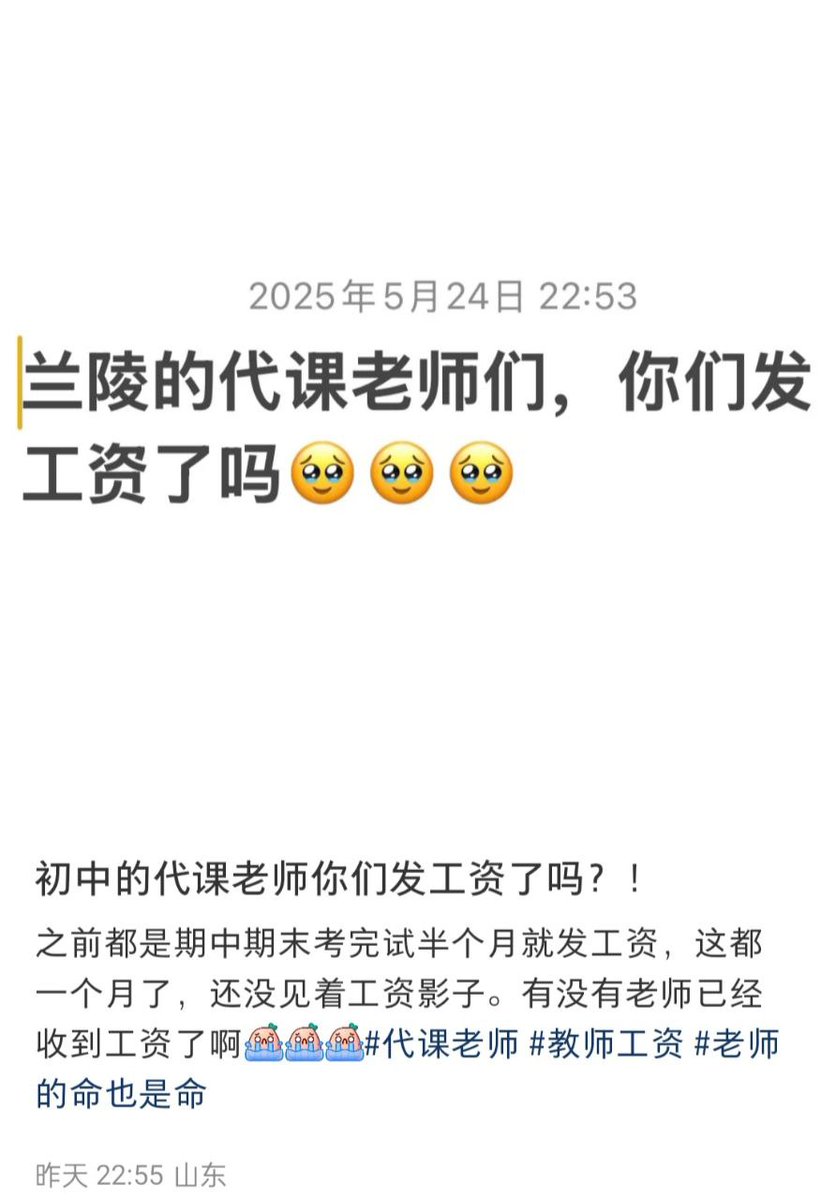 2025年5月24日 22:53
兰陵的代课老师们，你们发
工资了吗🥹🥹🥹
初中的代课老师你们发工资了吗？！
之前都是期中期末考完试半个月就发工资，这都
一个月了，还没见着工资影子。有没有老师已经
收到工资了啊#代课老师 #教师工资 #老师
的命也是命
昨天 22:55 山东